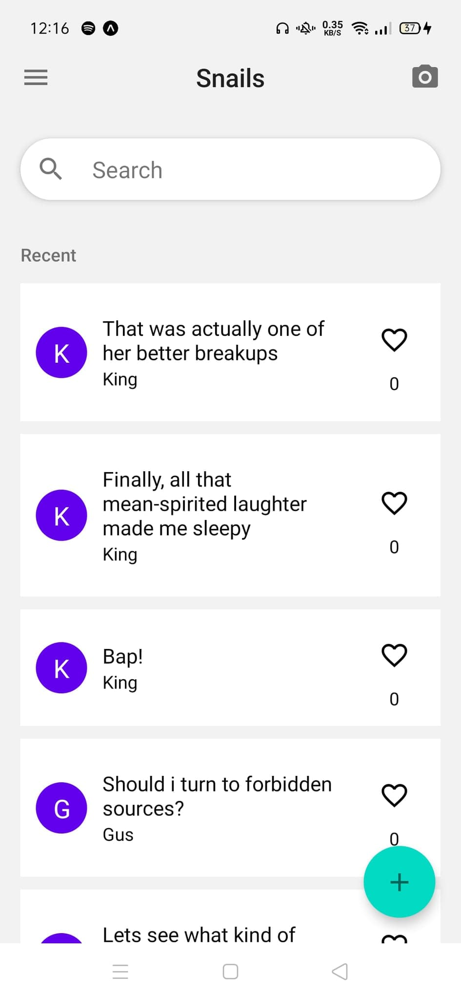 12:16
0.35
KB/S
37
Snails
Search
Recent
K
That was actually one of
her better breakups
King
0
K
Finally, all that
mean-spirited laughter
made me sleepy
King
0
K
Bap!
King
0
G
Should i turn to forbidden
sources?
Gus
0
Lets see what kind of